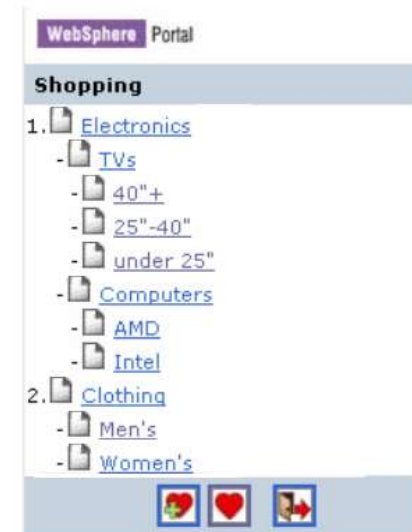 WebSphere Portal
Shopping
1. Electronics
- TVs
- 40"+
- 25"-40"
- under 25"
- Computers
- AMD
- Intel
2. Clothing
- Men's
- Women's